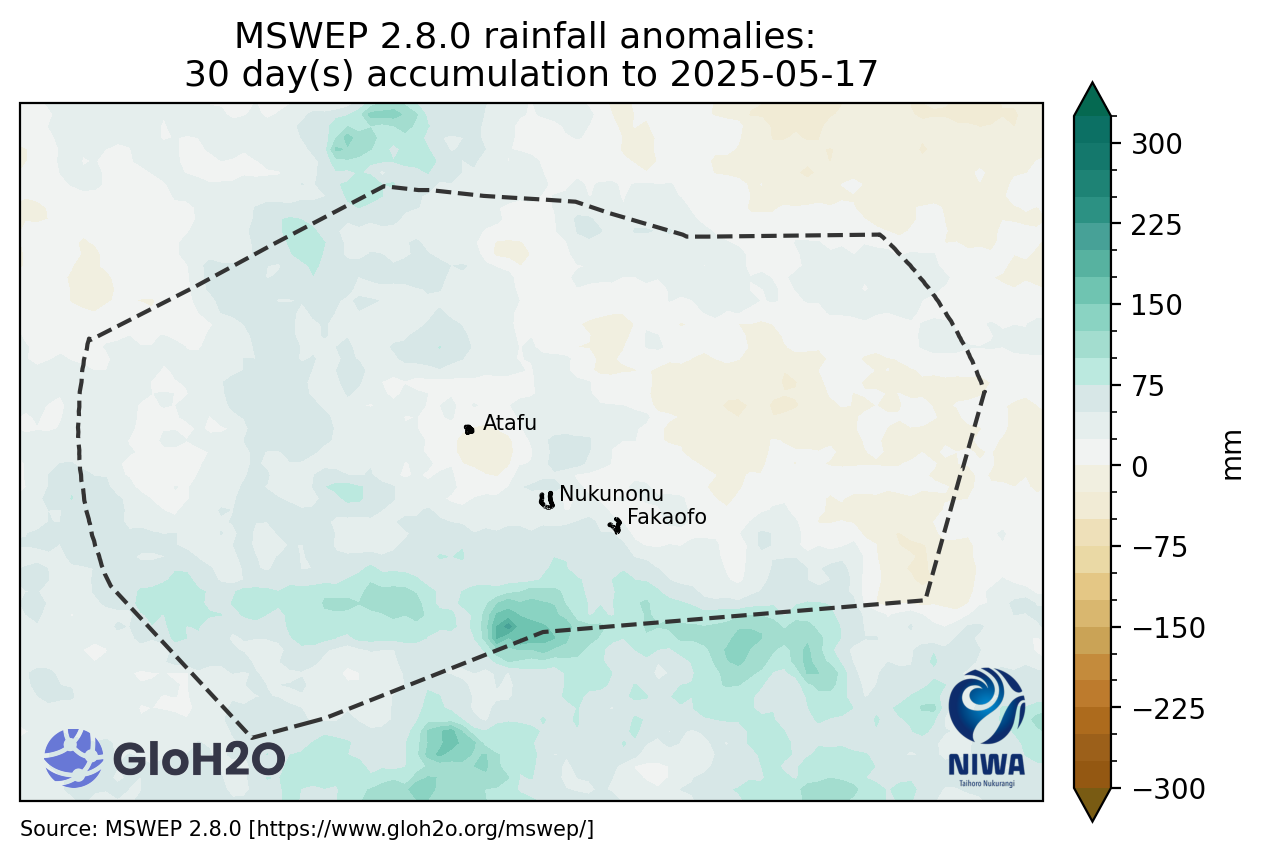 MSWEP 2.8.0 rainfall anomalies:
30 day(s) accumulation to 2025-05-17
300
225
150
75
0
−75
−150
−225
−300
mm
Atafu
Nukunonu
Fakaofo
GloH2O
NIWA
Taihoro Nukurangi
Source: MSWEP 2.8.0 [https://www.gloh2o.org/mswep/]